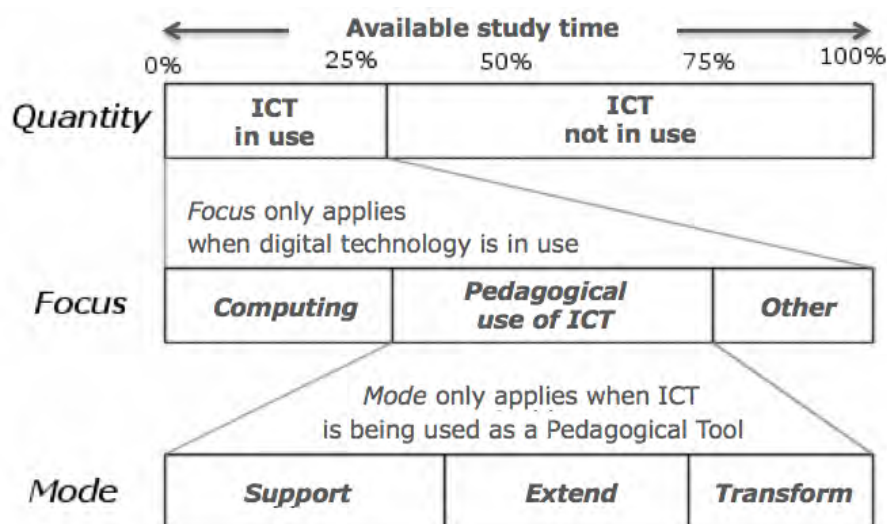 Available study time
0% 25% 50% 75% 100%
Quantity
ICT
in use
ICT
not in use
Focus only applies
when digital technology is in use
Focus
Computing
Pedagogical
use of ICT
Other
Mode only applies when ICT
is being used as a Pedagogical Tool
Mode
Support
Extend
Transform